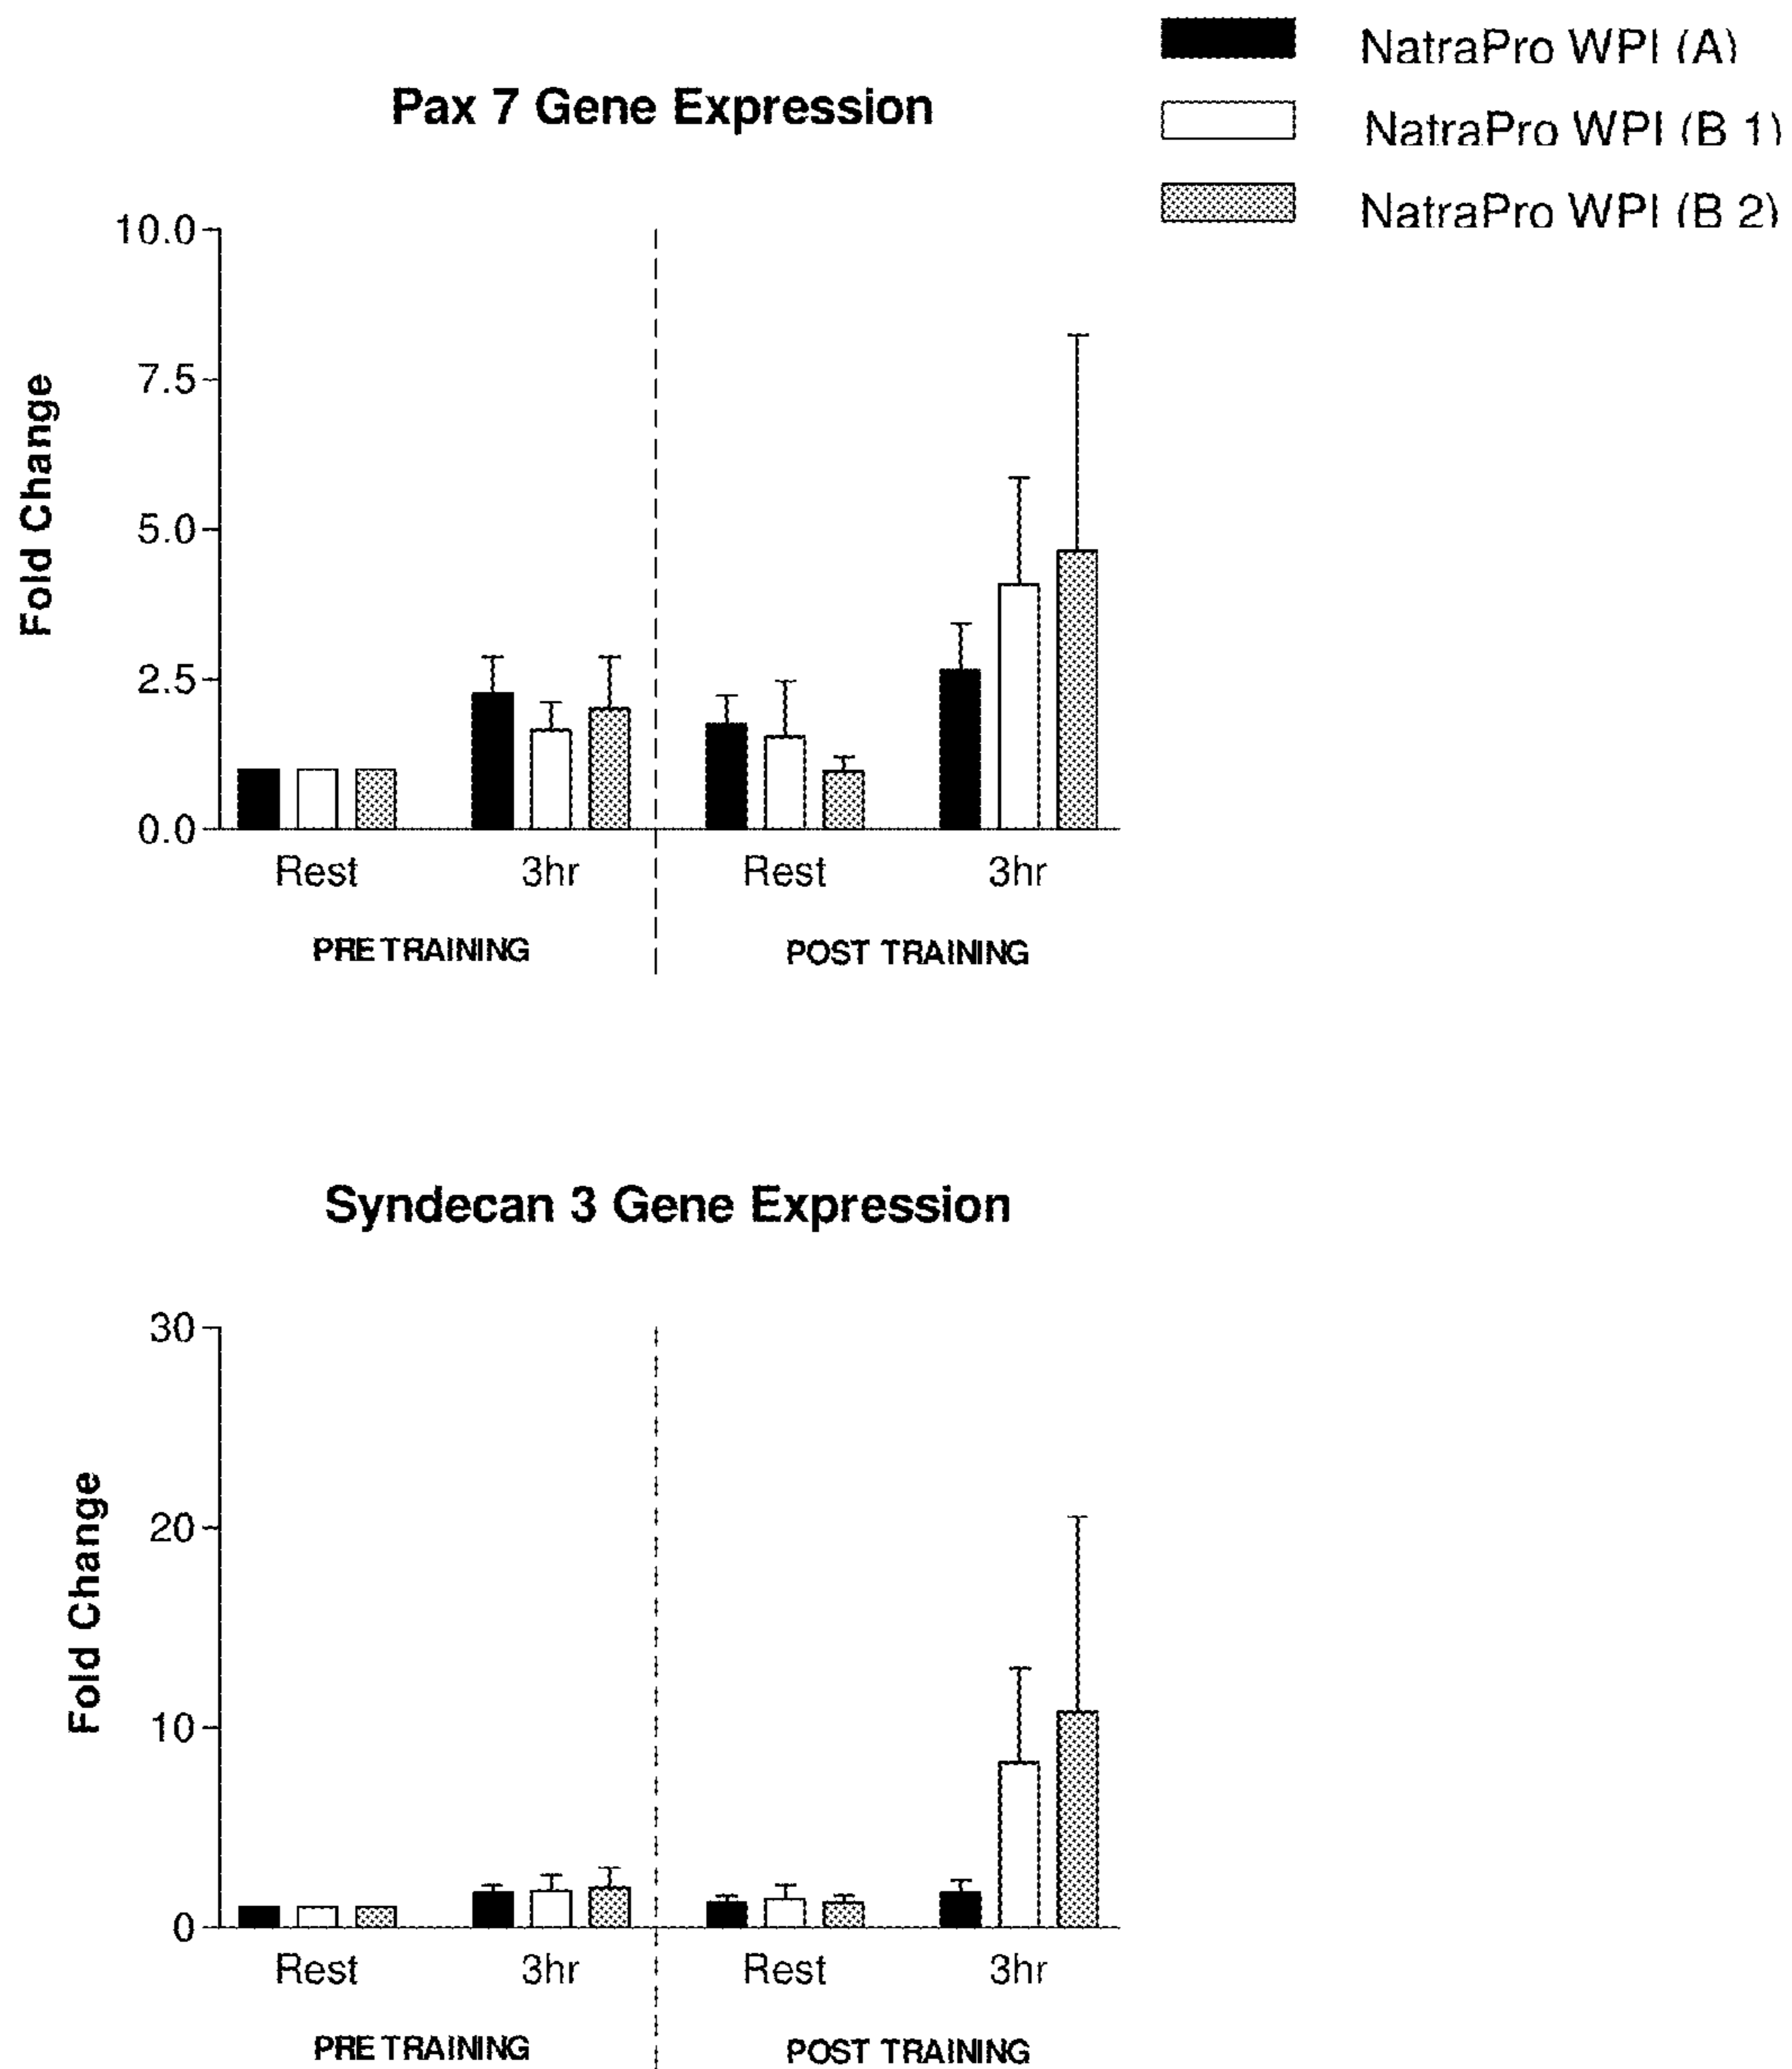 NatraPro WPI (A)
NatraPro WPI (B 1)
NatraPro WPI (B 2)
Pax 7 Gene Expression
Fold Change
10.0
7.5
5.0
2.5
0.0
Rest 3hr Rest 3hr
PRE TRAINING POST TRAINING
Syndecan 3 Gene Expression
Fold Change
30
20
10
0
Rest 3hr Rest 3hr
PRE TRAINING POST TRAINING